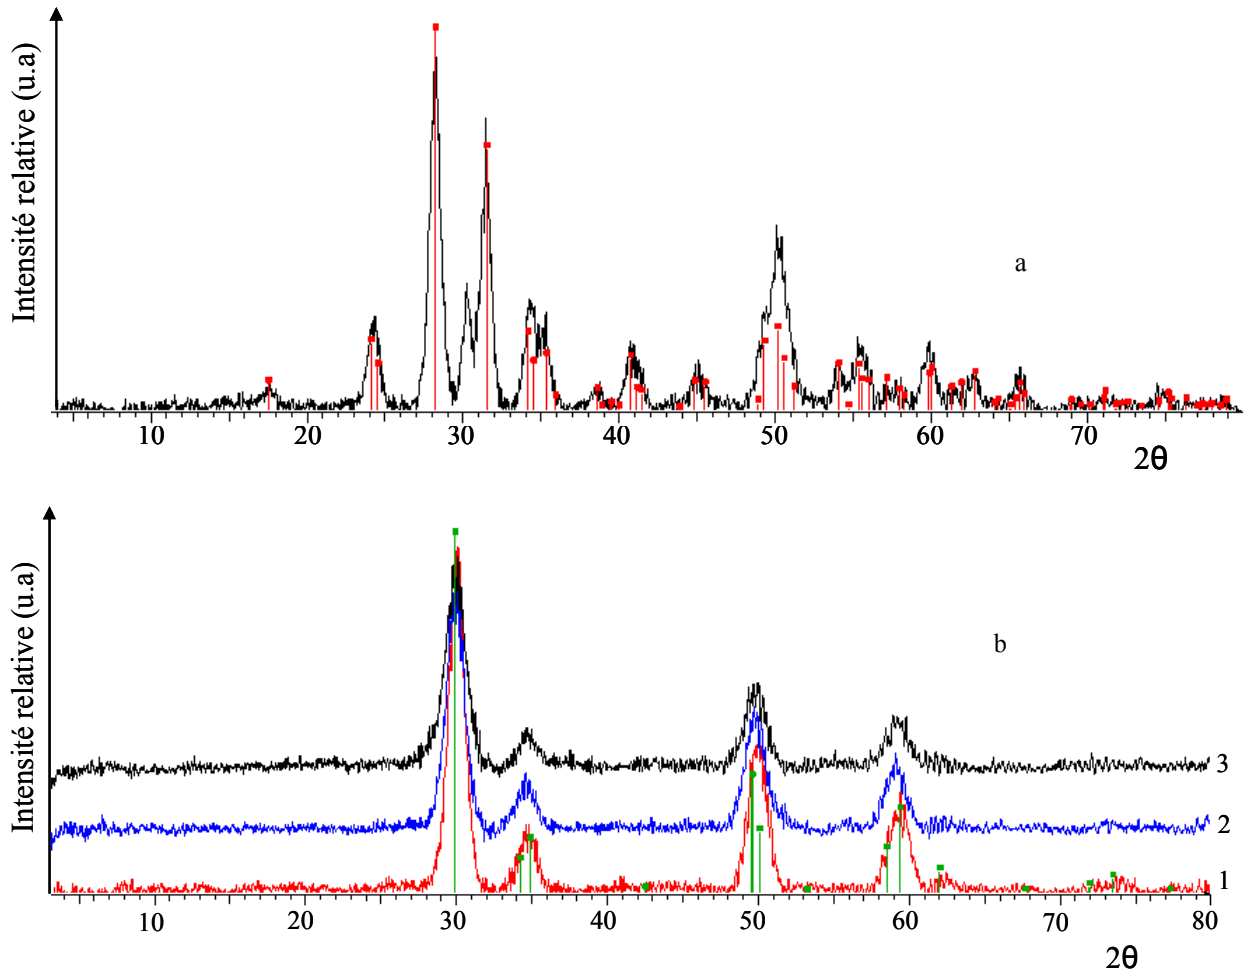 Intensité relative (u.a)
a
10 20 30 40 50 60 70
2θ
Intensité relative (u.a)
b
3
2
1
10 20 30 40 50 60 70 80
2θ